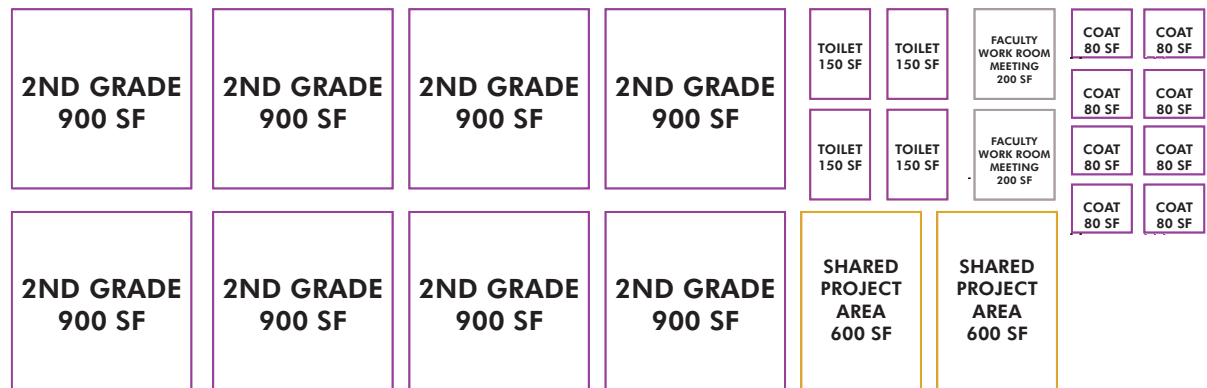 2ND GRADE
900 SF
2ND GRADE
900 SF
2ND GRADE
900 SF
2ND GRADE
900 SF
TOILET
150 SF
TOILET
150 SF
FACULTY
WORK ROOM
MEETING
200 SF
COAT
80 SF
COAT
80 SF
COAT
80 SF
COAT
80 SF
TOILET
150 SF
TOILET
150 SF
FACULTY
WORK ROOM
MEETING
200 SF
COAT
80 SF
COAT
80 SF
COAT
80 SF
COAT
80 SF
2ND GRADE
900 SF
2ND GRADE
900 SF
2ND GRADE
900 SF
2ND GRADE
900 SF
SHARED
PROJECT
AREA
600 SF
SHARED
PROJECT
AREA
600 SF